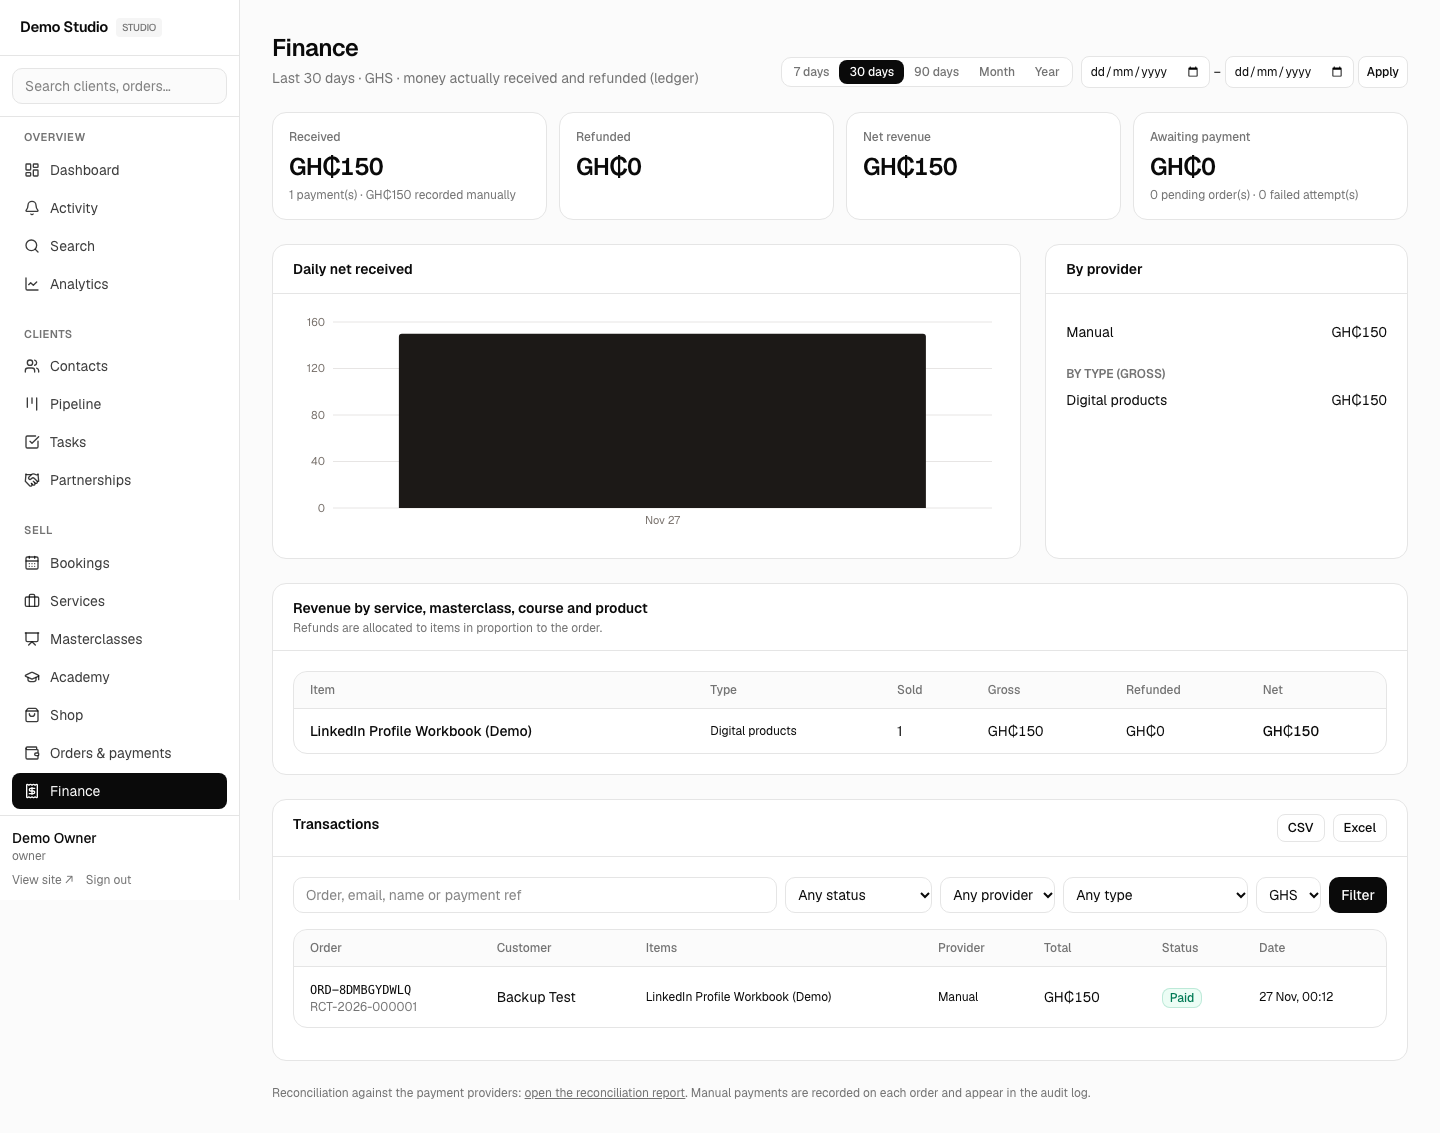 Demo Studio STUDIO
Search clients, orders...
OVERVIEW
Dashboard
Activity
Search
Analytics
CLIENTS
Contacts
Pipeline
Tasks
Partnerships
SELL
Bookings
Services
Masterclasses
Academy
Shop
Orders & payments
Finance
Demo Owner
owner
View site ↗ Sign out
Finance
Last 30 days · GHS · money actually received and refunded (ledger)
7 days 30 days 90 days Month Year dd/mm/yyyy – dd/mm/yyyy Apply
Received
GH₵150
1 payment(s) · GH₵150 recorded manually
Refunded
GH₵0
Net revenue
GH₵150
Awaiting payment
GH₵0
0 pending order(s) · 0 failed attempt(s)
Daily net received
160
120
80
40
0
Nov 27
By provider
Manual GH₵150
BY TYPE (GROSS)
Digital products GH₵150
Revenue by service, masterclass, course and product
Refunds are allocated to items in proportion to the order.
Item Type Sold Gross Refunded Net
LinkedIn Profile Workbook (Demo) Digital products 1 GH₵150 GH₵0 GH₵150
Transactions CSV Excel
Order, email, name or payment ref Any status Any provider Any type GHS Filter
Order Customer Items Provider Total Status Date
ORD-8DMBGYDWLQ
RCT-2026-000001
Backup Test LinkedIn Profile Workbook (Demo) Manual GH₵150 Paid 27 Nov, 00:12
Reconciliation against the payment providers: open the reconciliation report. Manual payments are recorded on each order and appear in the audit log.